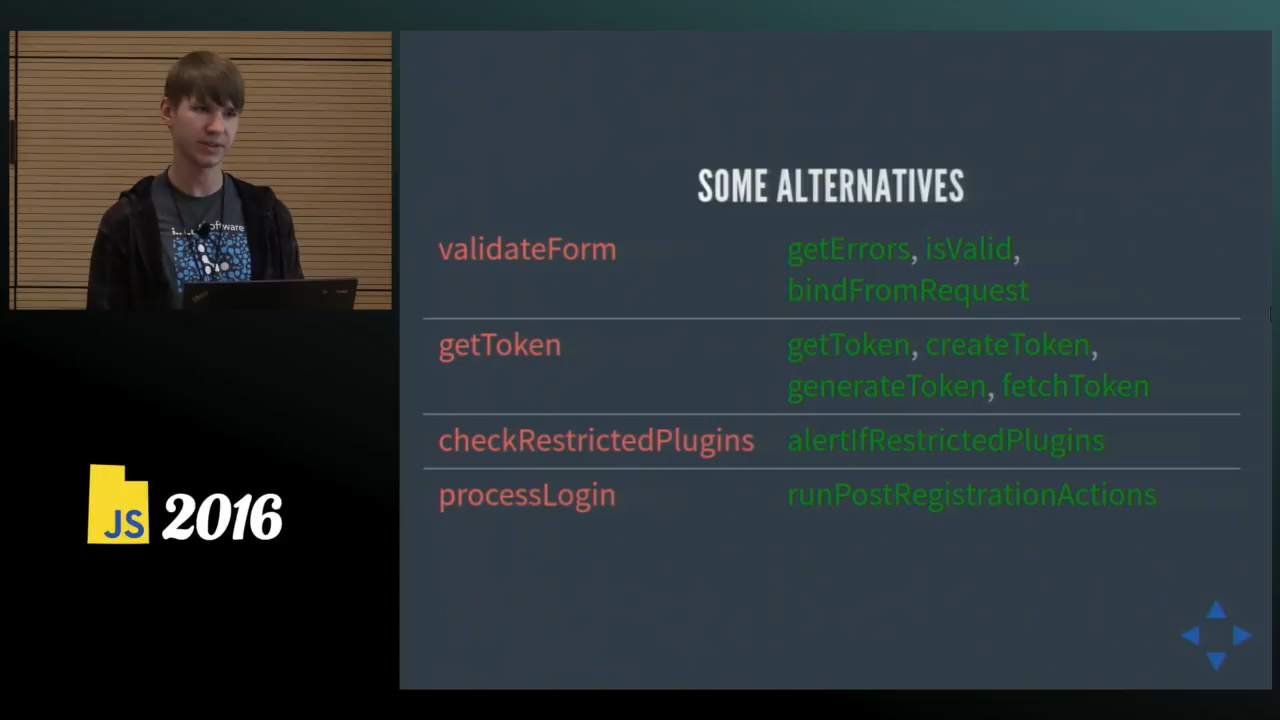 SOME ALTERNATIVES
validateForm
getErrors, isValid,
bindFromRequest
getToken
getToken, createToken,
generateToken, fetchToken
checkRestrictedPlugins
alertIfRestrictedPlugins
processLogin
runPostRegistrationActions
JS 2016